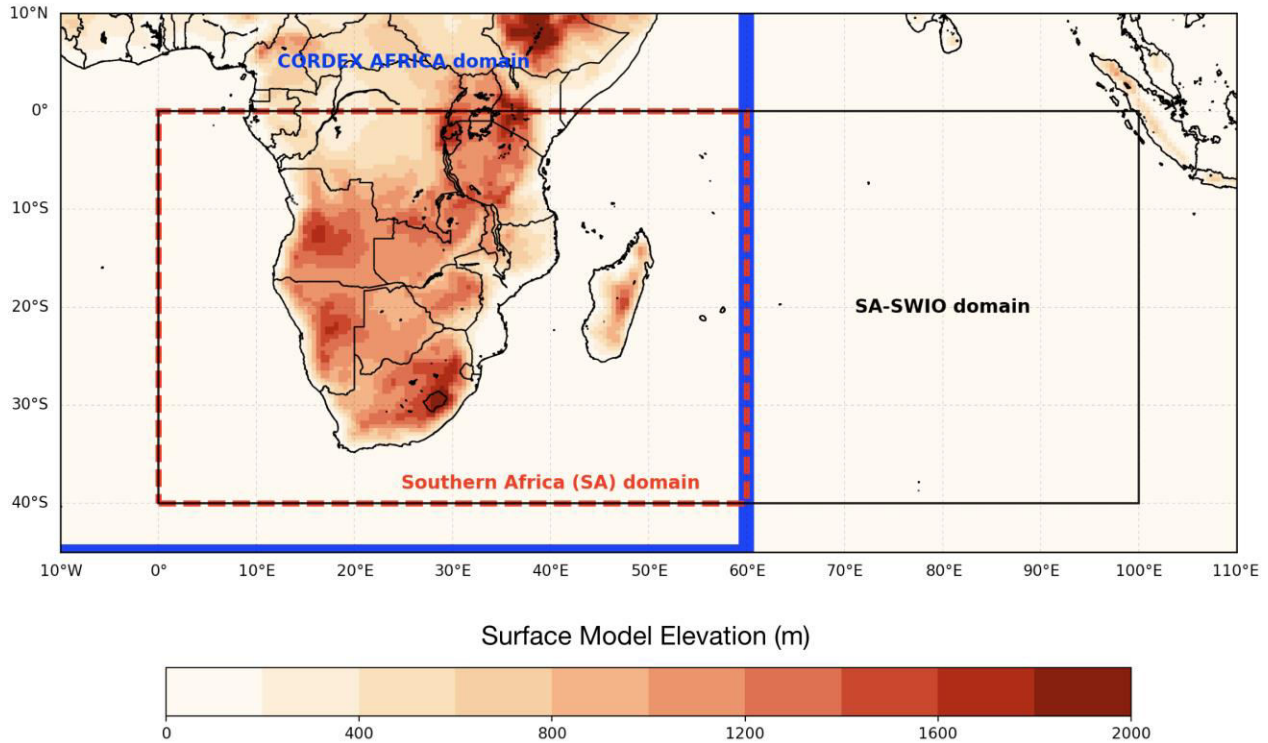 10°N
CORDEX AFRICA domain
0°
10°S
20°S
SA-SWIO domain
30°S
Southern Africa (SA) domain
40°S
10°W 0° 10°E 20°E 30°E 40°E 50°E 60°E 70°E 80°E 90°E 100°E 110°E
Surface Model Elevation (m)
0 400 800 1200 1600 2000